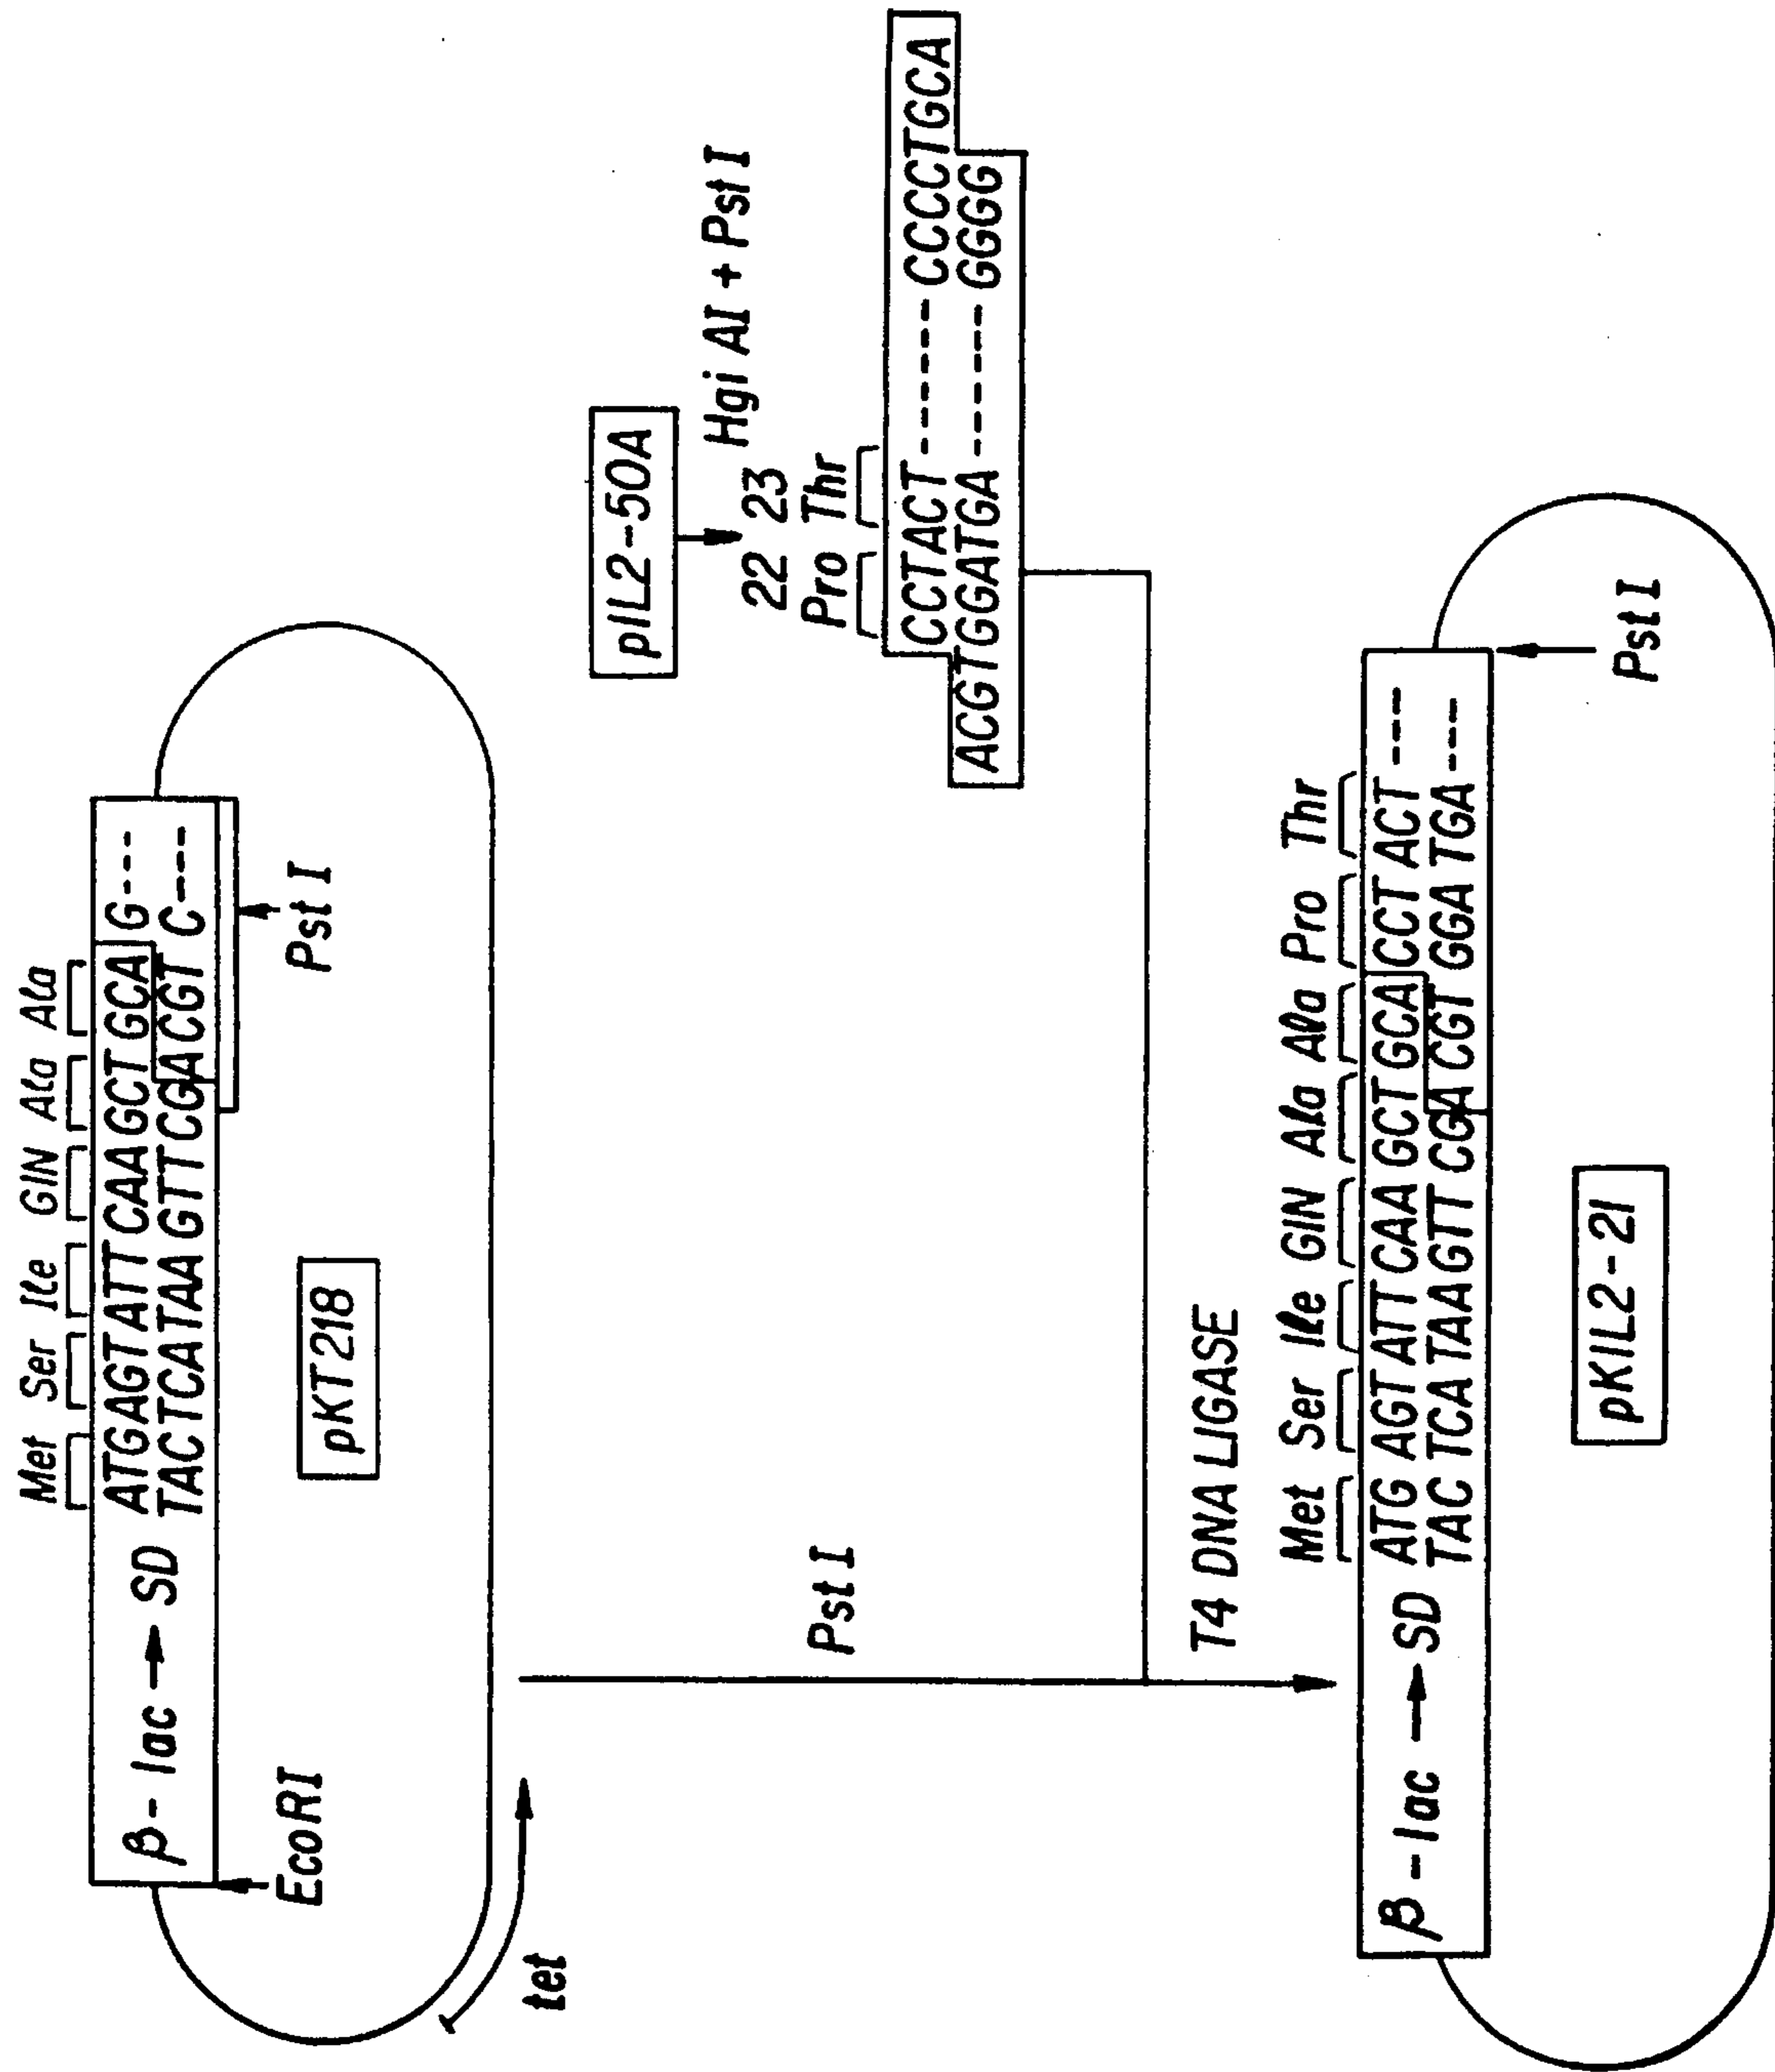 Met Ser Ile GIN Ala Ala
β-lac → SD ATGAGTATTCAAGCTGCA G---
TACTCATAAGTTCGACGT C---
EcoRI
Pst I
pKT218
tet
pIL2-50A
Hgi AI + Pst I
22 23
Pro Thr
CCTACT------CCCCTGCA
ACGTGGATGA------GGGG
Pst I
T4 DNA LIGASE
Met Ser Ile GIN Ala Ala Pro Thr
β-lac → SD ATG AGT ATT CAA GCT GCA CCT ACT ---
TAC TCA TAA GTT CGA CGT GGA TGA ---
Pst I
pKIL2-21